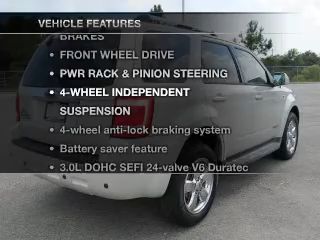 VEHICLE FEATURES
BRAKES
• FRONT WHEEL DRIVE
• PWR RACK & PINION STEERING
• 4-WHEEL INDEPENDENT
SUSPENSION
• 4-wheel anti-lock braking system
• Battery saver feature
• 3.0L DOHC SEFI 24-valve V6 Duratec